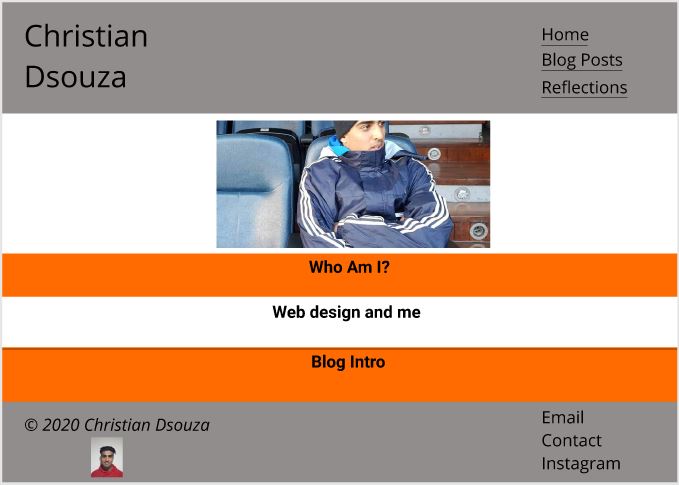 Christian
Dsouza
Home
Blog Posts
Reflections
Who Am I?
Web design and me
Blog Intro
© 2020 Christian Dsouza
Email
Contact
Instagram